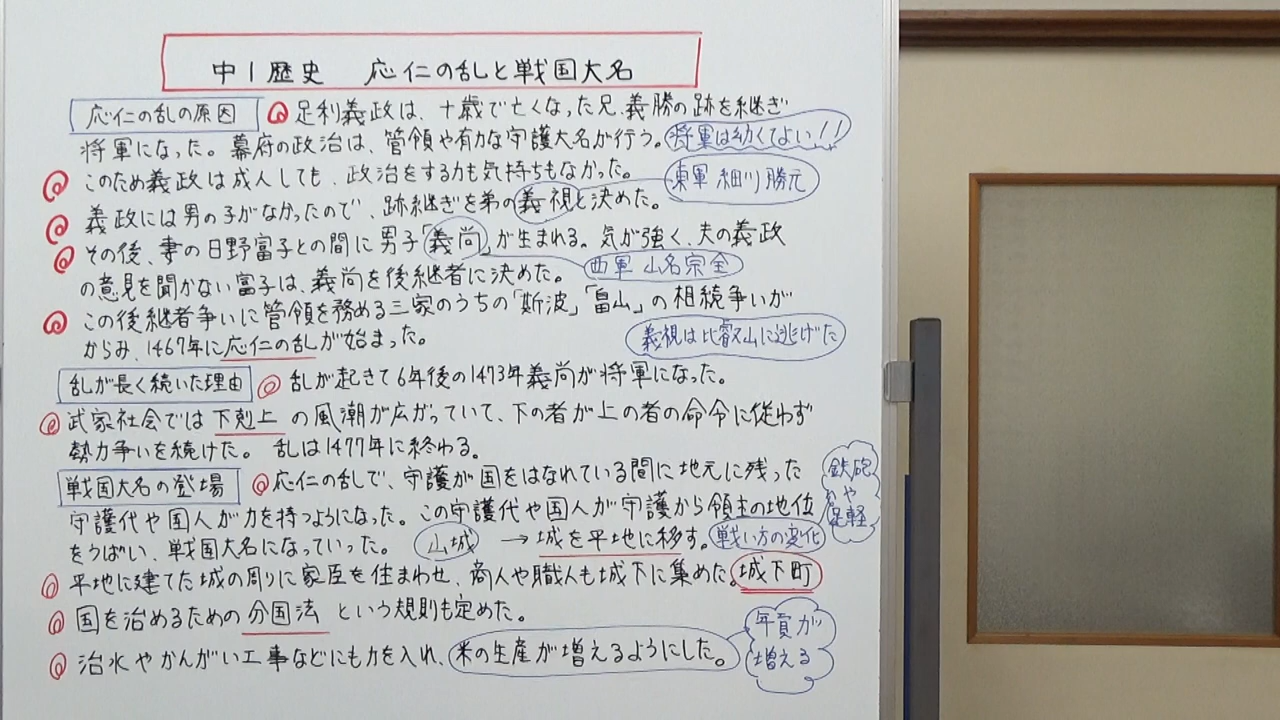 中1歴史 応仁の乱と戦国大名
応仁の乱の原因 足利義政は、十歳で亡くなった兄義勝の跡を継ぎ
将軍になった。幕府の政治は、管領や有力な守護大名が行う。将軍は幼くてよい!!
このため義政は成人しても、政治をする力も気持ちもなかった。
東軍 細川勝元
義政には男の子がなかったので、跡継ぎを弟の義視と決めた。
その後、妻の日野富子との間に男子「義尚」が生まれる。気が強く、夫の義政
の意見を聞かない富子は、義尚を後継者に決めた。
西軍 山名宗全
この後継者争いに管領を務める三家のうちの「斯波」「畠山」の相続争いが
からみ、1467年に応仁の乱が始まった。
義視は比叡山に逃げた
乱が長く続いた理由 乱が起きて6年後の1473年義尚が将軍になった。
武家社会では下剋上の風潮が広がっていて、下の者が上の者の命令に従わず
勢力争いを続けた。乱は1477年に終わる。
戦国大名の登場 応仁の乱で、守護が国をはなれている間に地元に残った
守護代や国人が力を持つようになった。この守護代や国人が守護から領主の地位
をうばい、戦国大名になっていった。 山城 → 城を平地に移す。戦い方の変化
鉄砲
や
足軽
平地に建てた城の周りに家臣を住まわせ、商人や職人も城下に集めた。城下町
国を治めるための分国法という規則も定めた。
治水やかんがい工事などにも力を入れ、米の生産が増えるようにした。
年貢が
増える